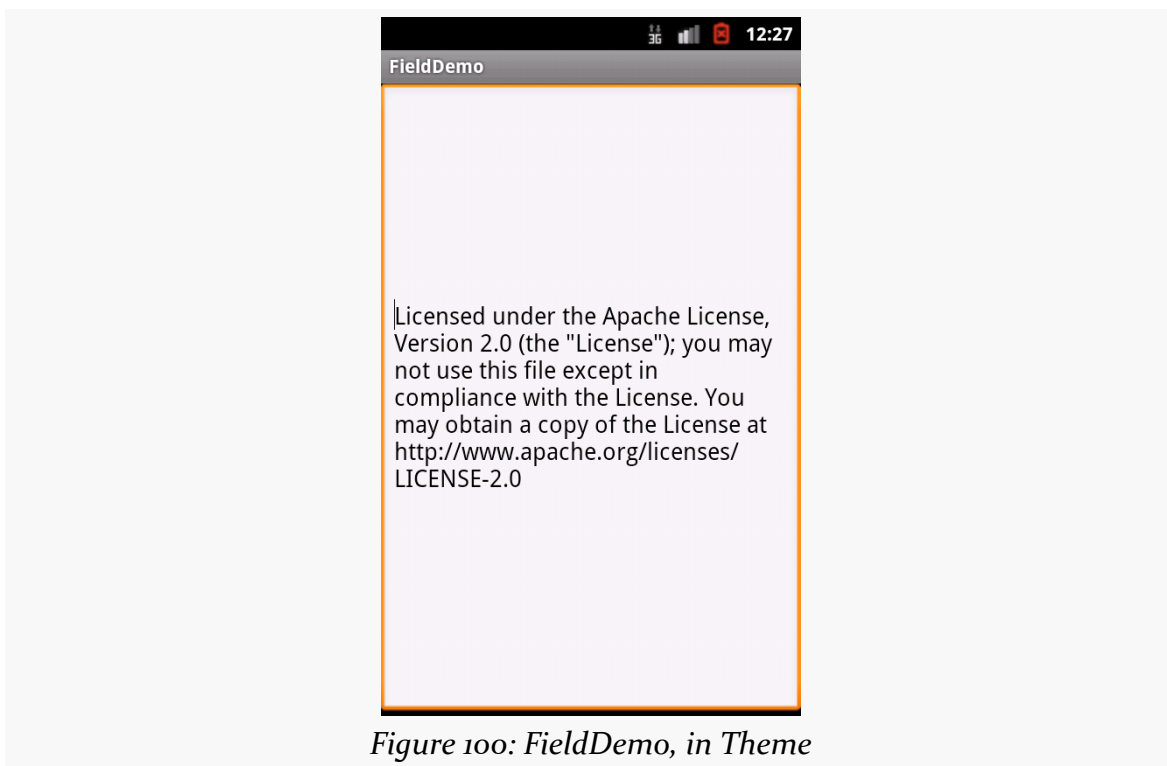 3G 12:27
FieldDemo
Licensed under the Apache License,
Version 2.0 (the "License"); you may
not use this file except in
compliance with the License. You
may obtain a copy of the License at
http://www.apache.org/licenses/
LICENSE-2.0
Figure 100: FieldDemo, in Theme